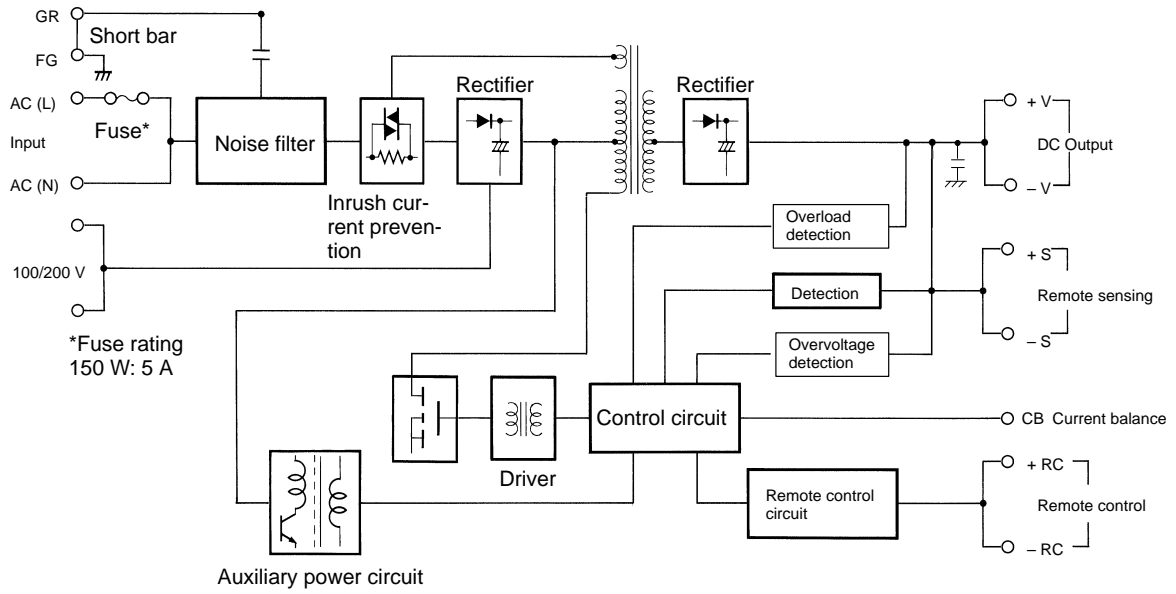 GR
Short bar
FG
AC (L)
Fuse*
Input
AC (N)
Noise filter
Inrush cur-
rent preven-
tion
Rectifier
Rectifier
+ V
DC Output
– V
100/200 V
*Fuse rating
150 W: 5 A
Overload
detection
Detection
Overvoltage
detection
+ S
Remote sensing
– S
Control circuit
Driver
CB Current balance
Remote control
circuit
+ RC
Remote control
– RC
Auxiliary power circuit